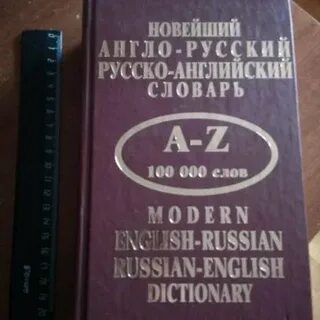 НОВЕЙШИЙ
АНГЛО-РУССКИЙ
РУССКО-АНГЛИЙСКИЙ
СЛОВАРЬ
A-Z
100 000 слов
MODERN
ENGLISH-RUSSIAN
RUSSIAN-ENGLISH
DICTIONARY